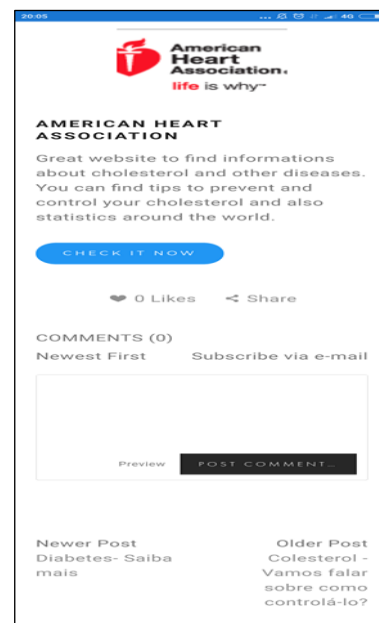 20:05
... 4G
American
Heart
Association®
life is why™
AMERICAN HEART
ASSOCIATION
Great website to find informations
about cholesterol and other diseases.
You can find tips to prevent and
control your cholesterol and also
statistics around the world.
CHECK IT NOW
0 Likes Share
COMMENTS (0)
Newest First Subscribe via e-mail
Preview POST COMMENT…
Newer Post
Diabetes- Saiba
mais
Older Post
Colesterol -
Vamos falar
sobre como
controlá-lo?